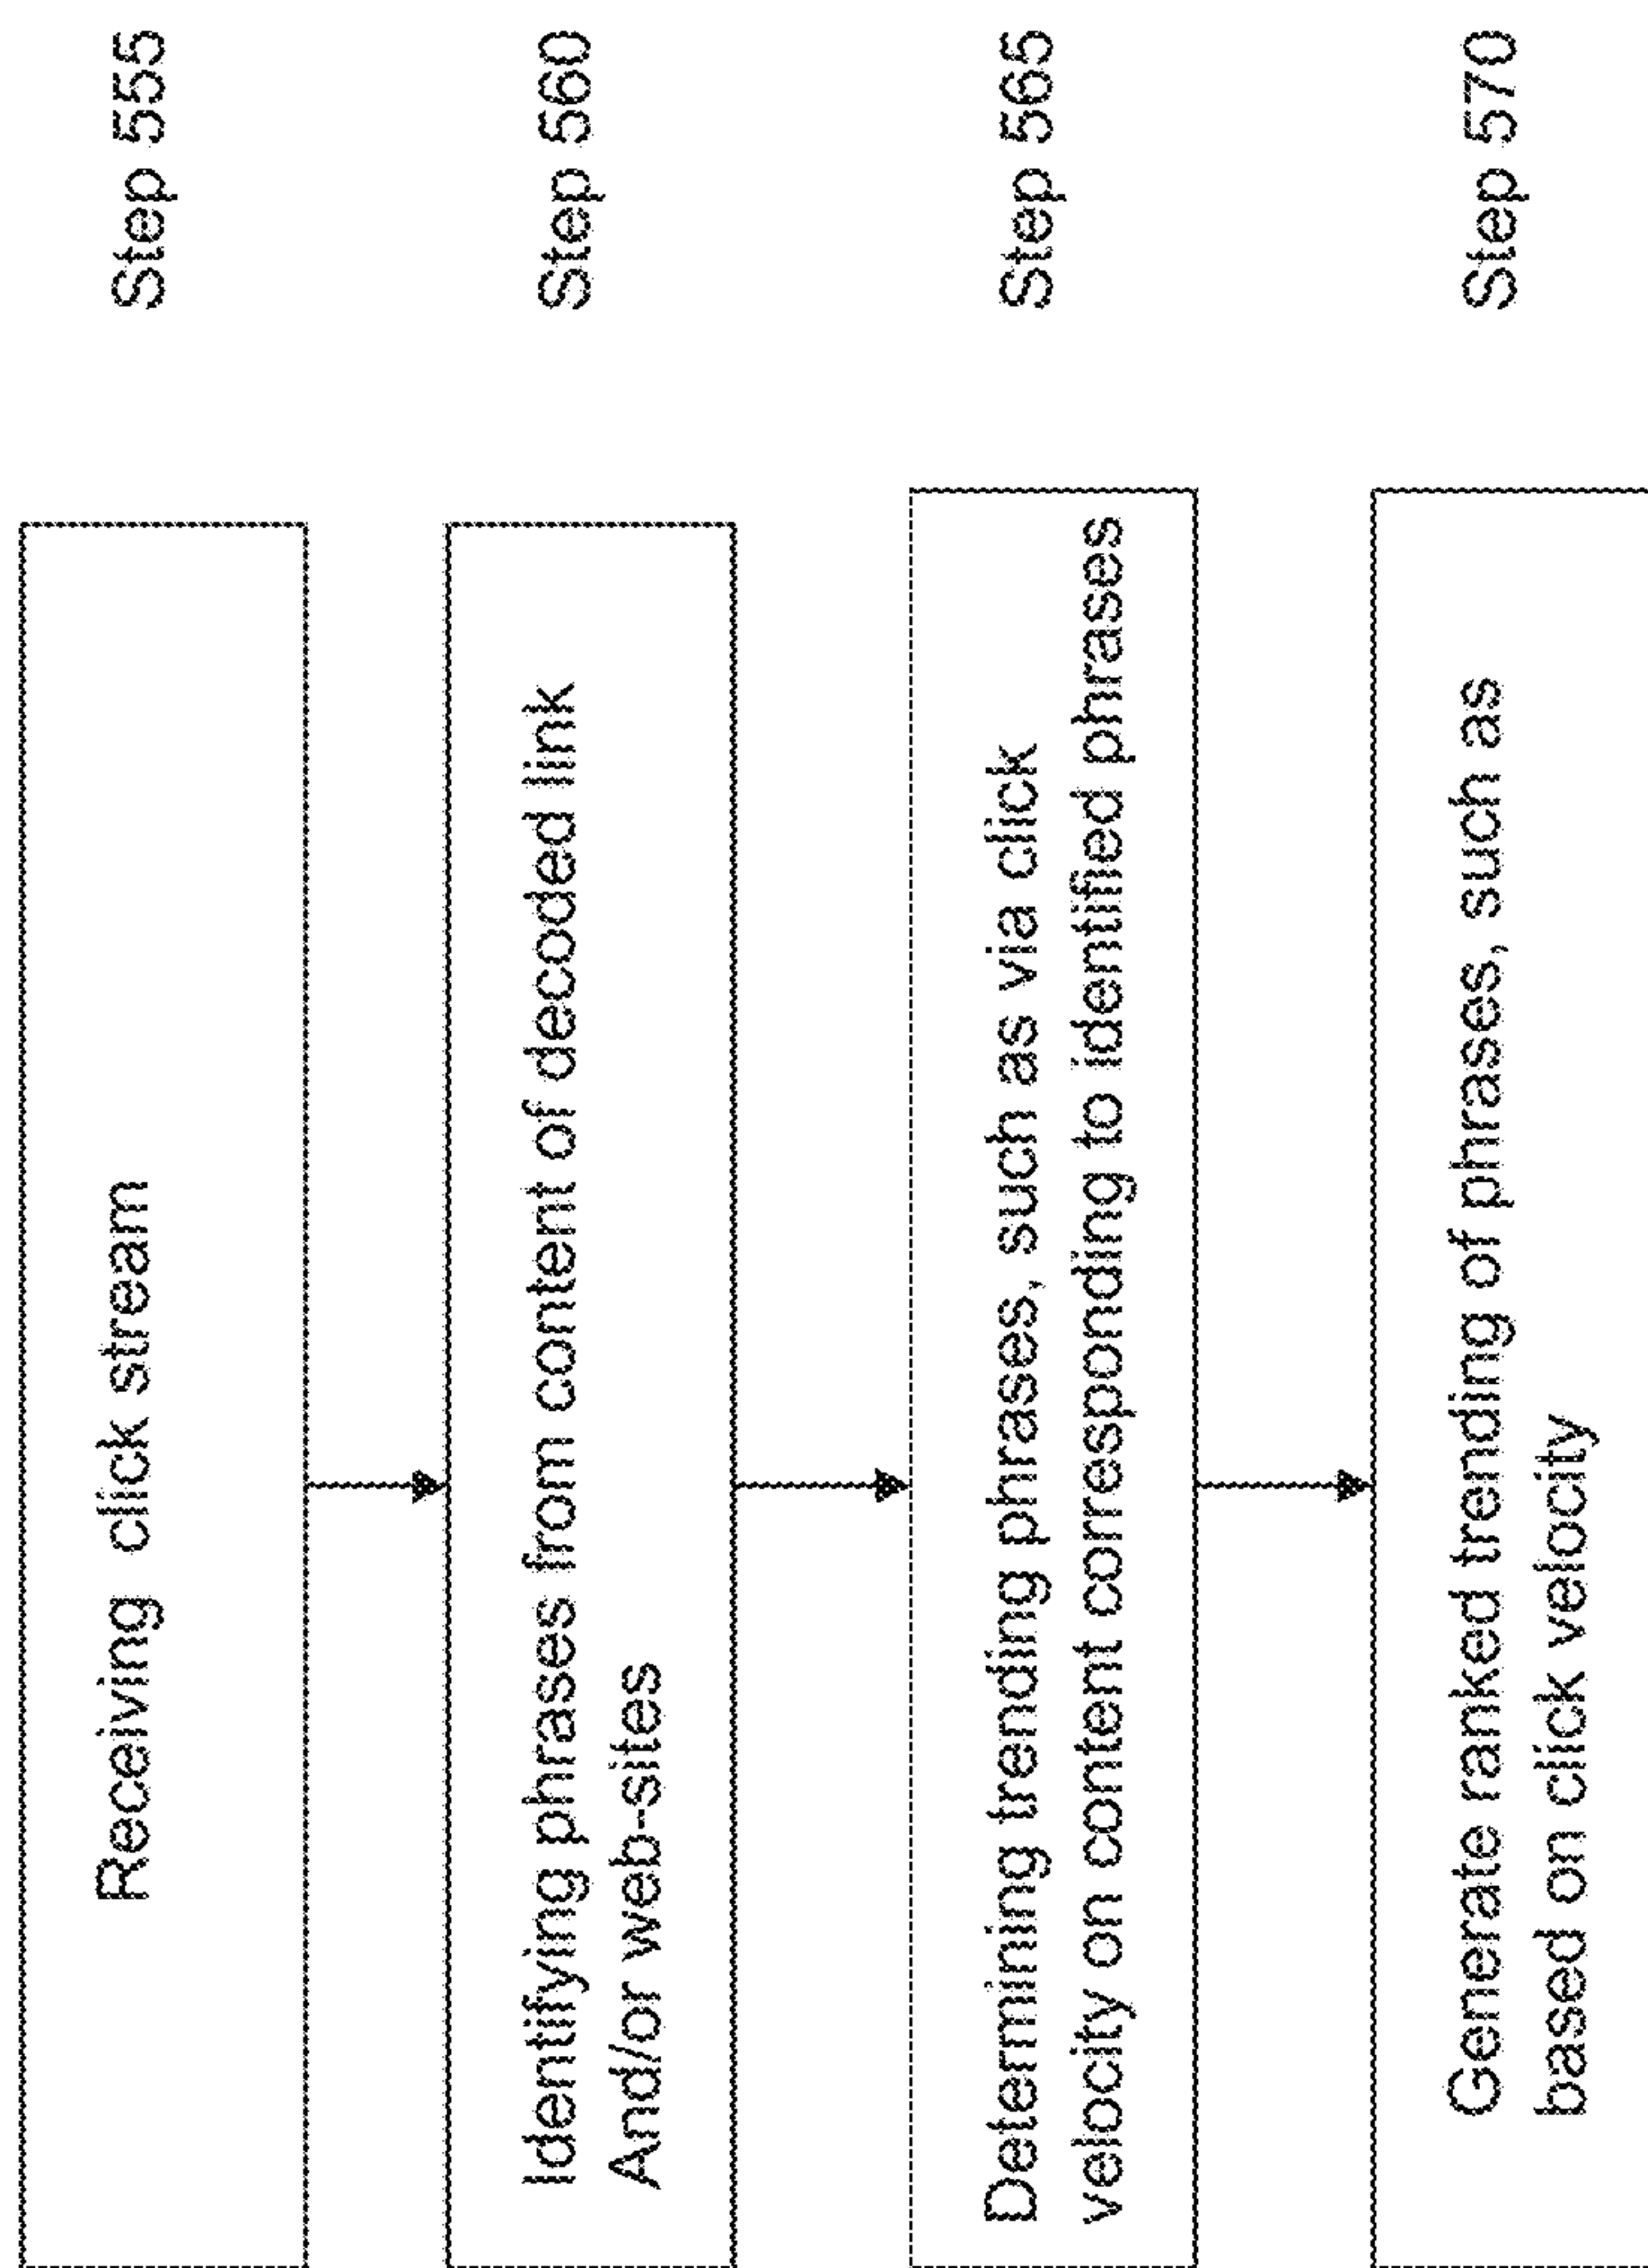 Receiving click stream
Step 555
Identifying phrases from content of decoded link
And/or web-sites
Step 560
Determining trending phrases, such as via click
velocity on content corresponding to identified phrases
Step 565
Generate ranked trending of phrases, such as
based on click velocity
Step 570